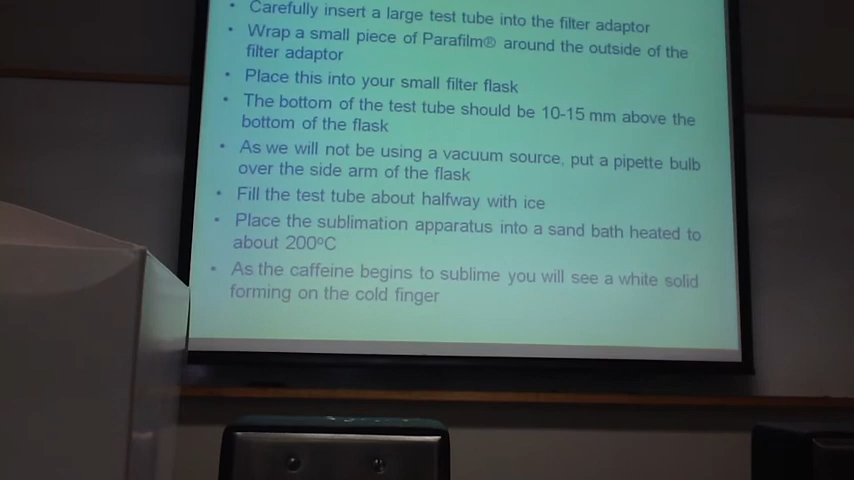 • Carefully insert a large test tube into the filter adaptor
• Wrap a small piece of Parafilm® around the outside of the
filter adaptor
• Place this into your small filter flask
• The bottom of the test tube should be 10-15 mm above the
bottom of the flask
• As we will not be using a vacuum source, put a pipette bulb
over the side arm of the flask
• Fill the test tube about halfway with ice
• Place the sublimation apparatus into a sand bath heated to
about 200ºC
• As the caffeine begins to sublime you will see a white solid
forming on the cold finger